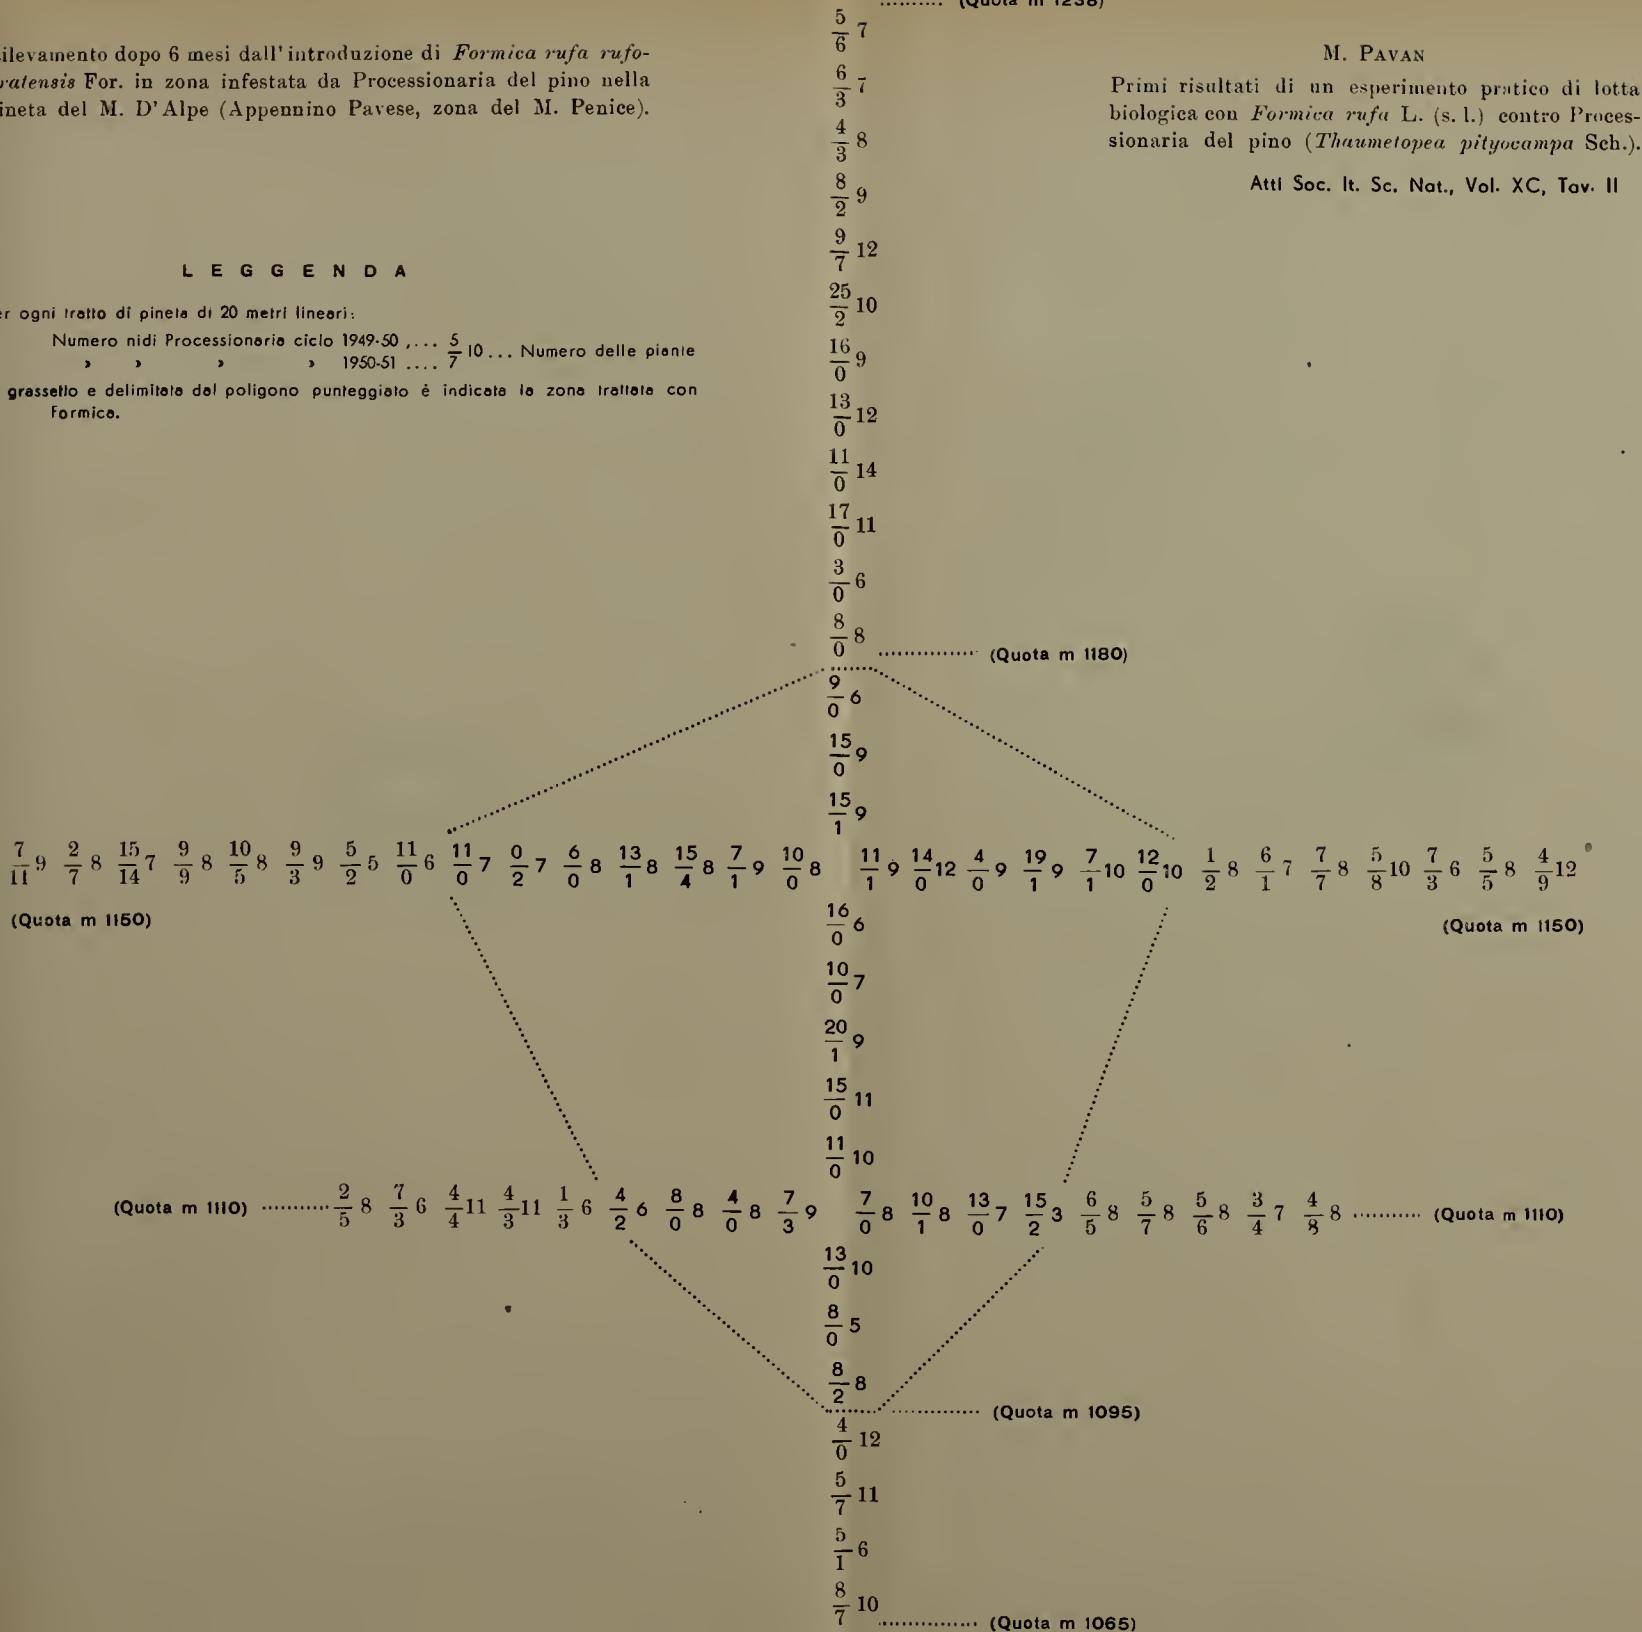 (Quota m 1238)
ilevamento dopo 6 mesi dall'introduzione di Formica rufa rufo-
ratensis For. in zona infestata da Processionaria del pino nella
ineta del M. D'Alpe (Appennino Pavese, zona del M. Penice).
M. PAVAN
Primi risultati di un esperimento pratico di lotta
biologica con Formica rufa L. (s. l.) contro Proces-
sionaria del pino (Thaumetopea pityocampa Sch.).
Atti Soc. It. Sc. Nat., Vol. XC, Tav. II
LEGGENDA
er ogni tratto di pineta di 20 metri lineari:
Numero nidi Processionaria ciclo 1949-50 .... 5/7 10... Numero delle piante
» » » » 1950-51 ....
grassetto e delimitata dal poligono punteggiato é indicata la zona trattata con
Formica.
5/6 7
6/3 7
4/3 8
8/2 9
9/7 12
25/2 10
16/0 9
13/0 12
11/0 14
17/0 11
3/0 6
8/0 8 .............. (Quota m 1180)
9/0 6
15/0 9
15/1 9
7/11 9 2/7 8 15/14 7 9/9 8 10/5 8 9/3 9 5/2 5 11/0 6 11/0 7 0/2 7 6/0 8 13/1 8 15/4 8 7/1 9 10/0 8 11/1 9 14/0 12 4/0 9 19/1 9 7/1 10 12/0 10 1/2 8 6/1 7 7/7 8 5/8 10 7/3 6 5/5 8 4/9 12
(Quota m 1150) (Quota m 1150)
16/0 6
10/0 7
20/1 9
15/0 11
11/0 10
(Quota m 1110) .......... 2/5 8 7/3 6 4/4 11 4/3 11 1/3 6 4/2 6 8/0 8 4/0 8 7/3 9 7/0 8 10/1 8 13/0 7 15/2 3 6/5 8 5/7 8 5/6 8 3/4 7 4/8 8 .......... (Quota m 1110)
13/0 10
8/0 5
8/2 8
.............. (Quota m 1095)
4/0 12
5/7 11
5/1 6
8/7 10
.............. (Quota m 1065)